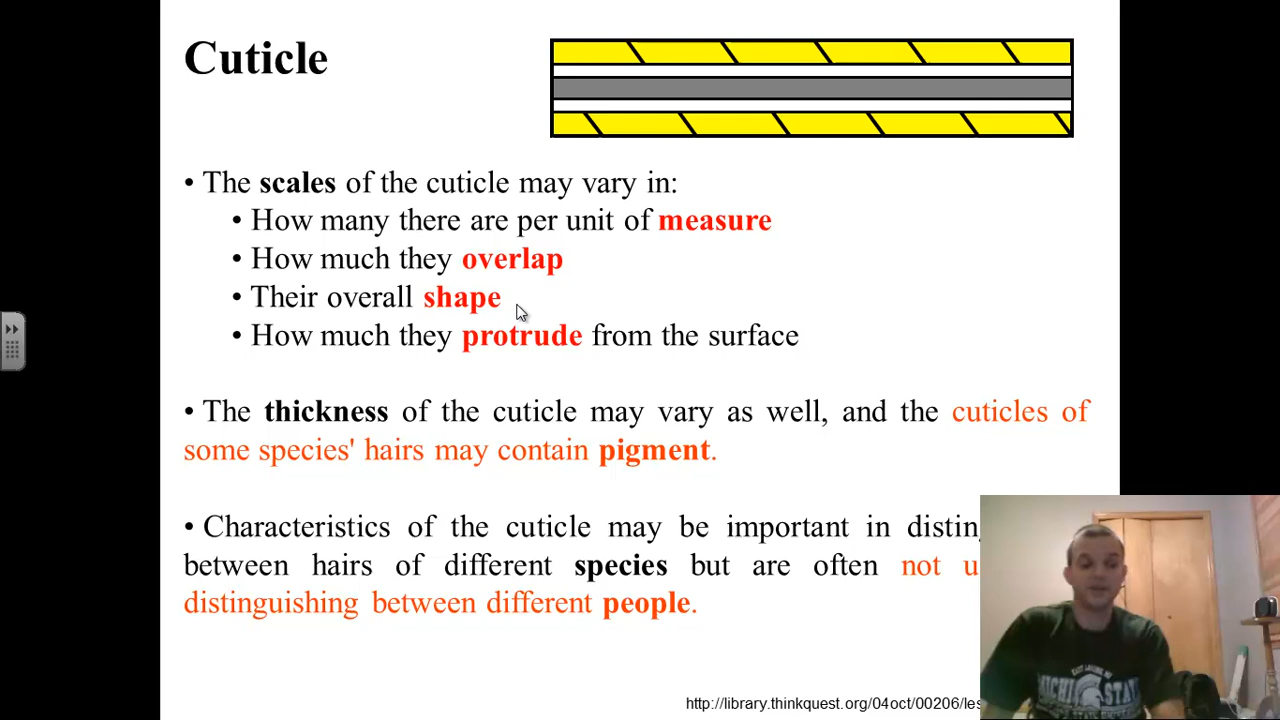 Cuticle
• The scales of the cuticle may vary in:
• How many there are per unit of measure
• How much they overlap
• Their overall shape
• How much they protrude from the surface
• The thickness of the cuticle may vary as well, and the cuticles of
some species' hairs may contain pigment.
• Characteristics of the cuticle may be important in
between hairs of different species but are often not
distinguishing between different people.
http://library.thinkquest.org/04oct/00206/les
MICHIGAN STATE